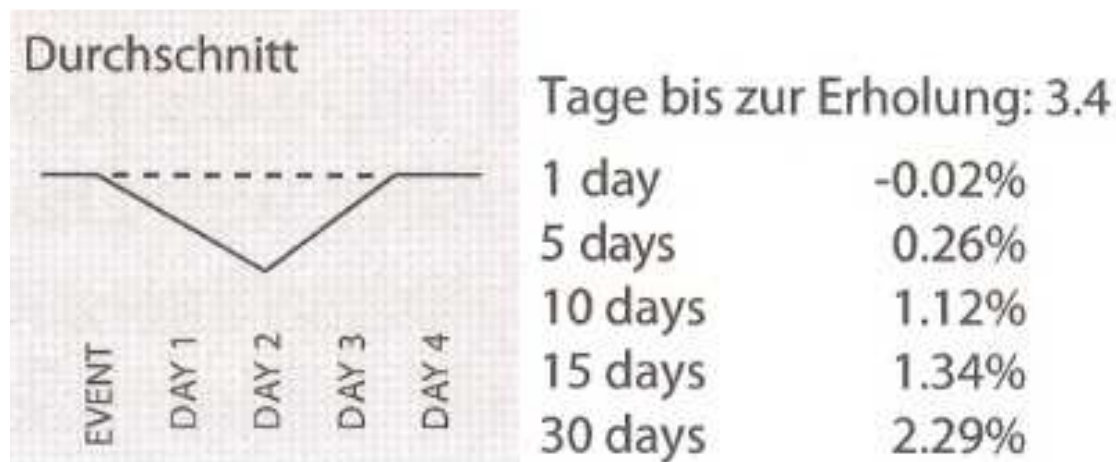 Durchschnitt
EVENT
DAY 1
DAY 2
DAY 3
DAY 4
Tage bis zur Erholung: 3.4
1 day -0.02%
5 days 0.26%
10 days 1.12%
15 days 1.34%
30 days 2.29%